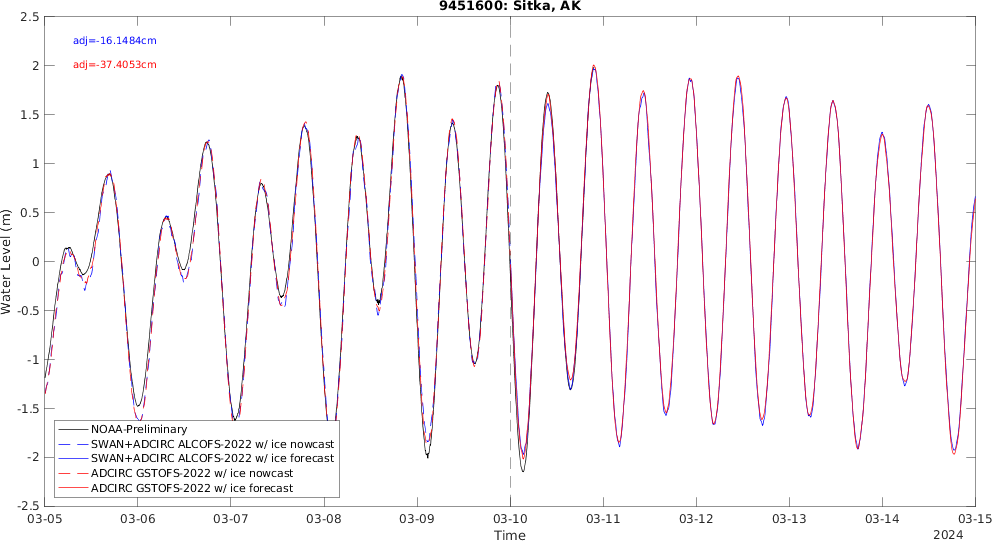 9451600: Sitka, AK
adj=-16.1484cm
adj=-37.4053cm
2.5
2
1.5
1
0.5
0
-0.5
-1
-1.5
-2
-2.5
Water Level (m)
NOAA-Preliminary
SWAN+ADCIRC ALCOFS-2022 w/ ice nowcast
SWAN+ADCIRC ALCOFS-2022 w/ ice forecast
ADCIRC GSTOFS-2022 w/ ice nowcast
ADCIRC GSTOFS-2022 w/ ice forecast
03-05 03-06 03-07 03-08 03-09 03-10 03-11 03-12 03-13 03-14 03-15
Time
2024